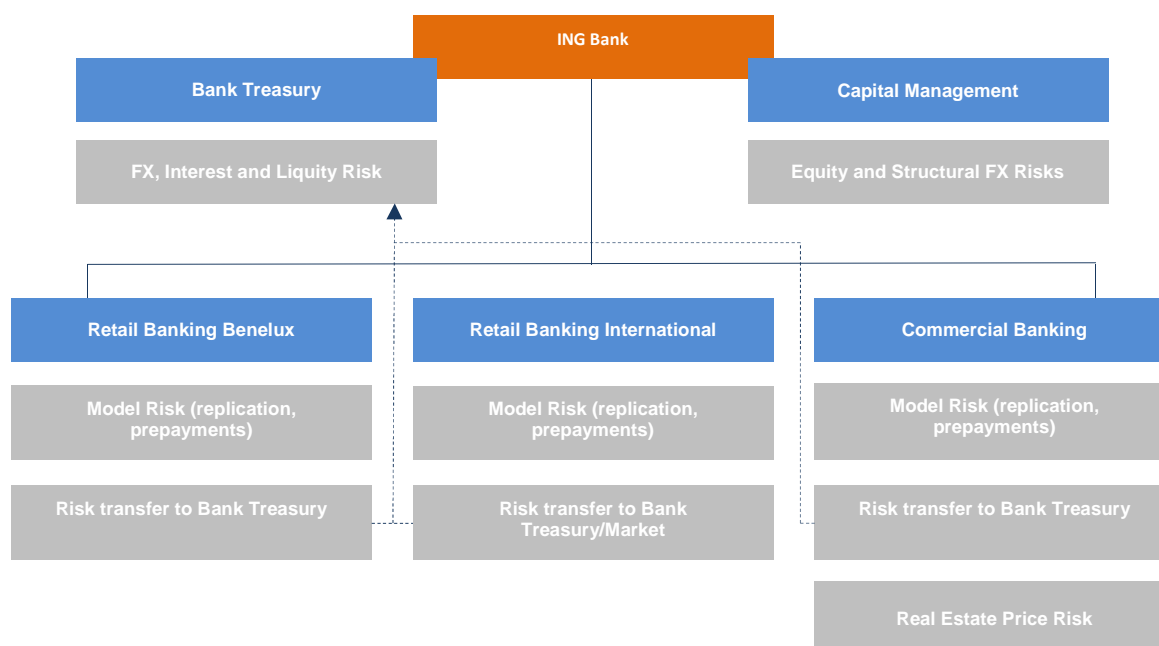 ING Bank
Bank Treasury
Capital Management
FX, Interest and Liquity Risk
Equity and Structural FX Risks
Retail Banking Benelux
Retail Banking International
Commercial Banking
Model Risk (replication,
prepayments)
Model Risk (replication,
prepayments)
Model Risk (replication,
prepayments)
Risk transfer to Bank Treasury
Risk transfer to Bank
Treasury/Market
Risk transfer to Bank Treasury
Real Estate Price Risk